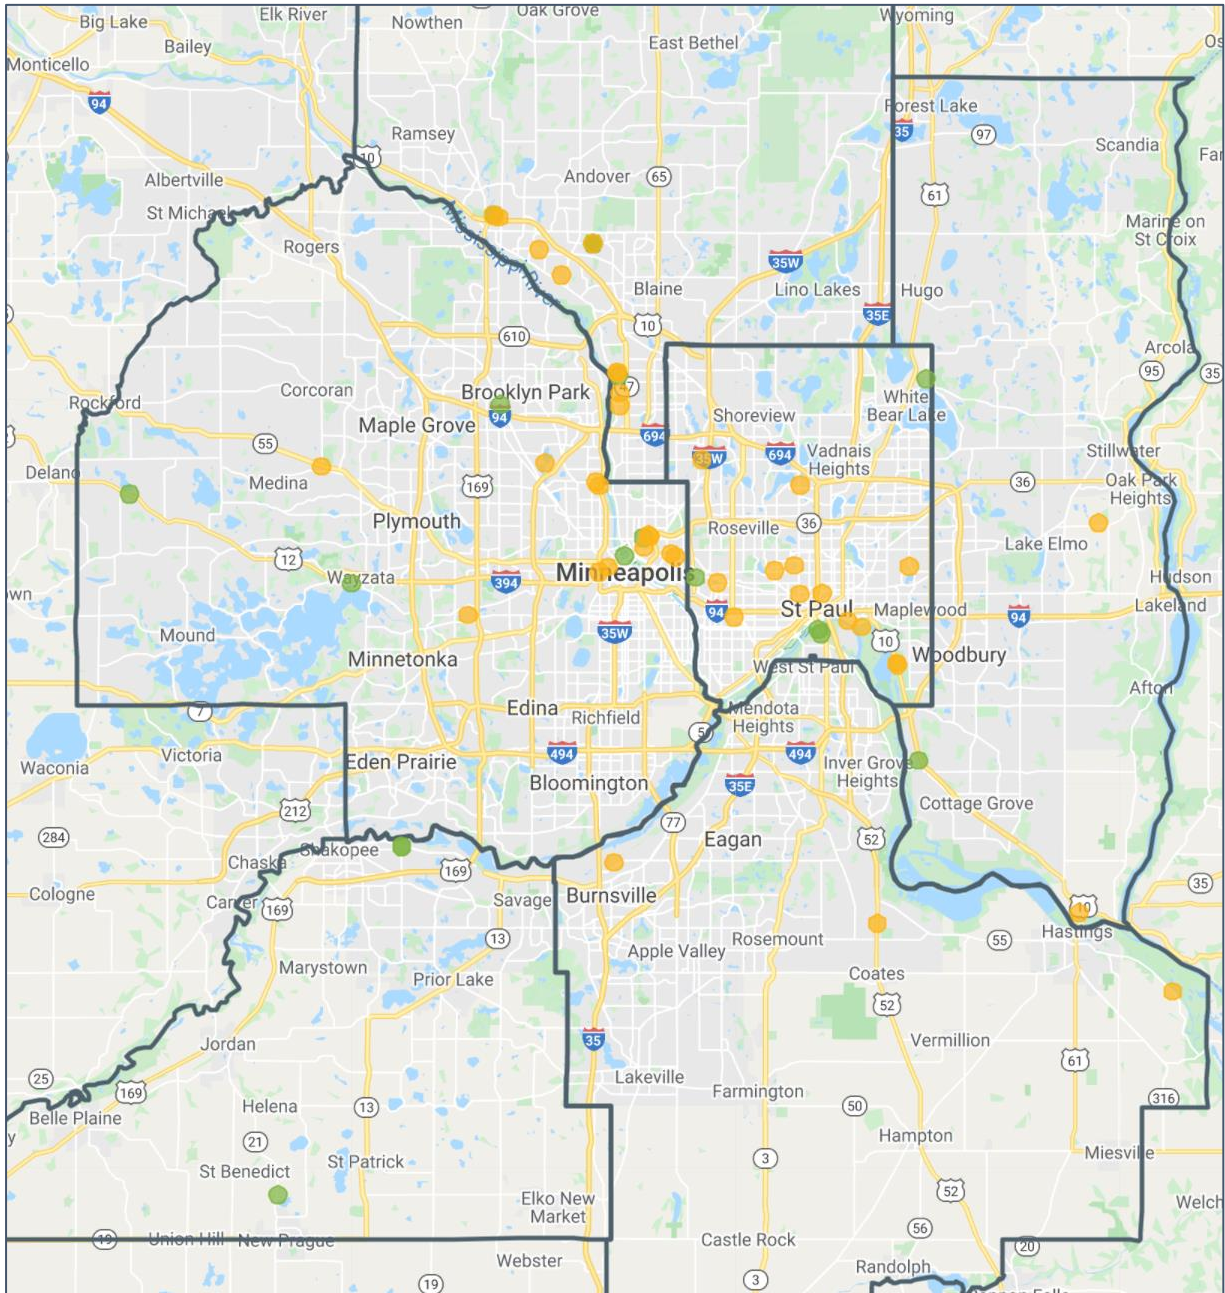 Big Lake
Elk River
Nowthen
Oak Grove
Wyoming
Bailey
East Bethel
Monticello
94
Forest Lake
35
97
Ramsey
10
Scandia
Albertville
Andover
65
61
St Michael
Marine on
St Croix
Rogers
Mississippi River
35W
Blaine
Lino Lakes
Hugo
35E
610
10
Arcola
95
35
Corcoran
Brooklyn Park
47
Rockford
94
White
Bear Lake
Maple Grove
Shoreview
55
694
35W
694
Vadnais
Heights
Stillwater
Delano
Medina
169
36
Oak Park
Heights
Plymouth
Roseville
36
Lake Elmo
12
Wayzata
394
Minneapolis
Hudson
94
St Paul
Maplewood
94
Lakeland
Mound
35W
10
Minnetonka
West St Paul
Woodbury
Afton
7
Edina
Richfield
Mendota
Heights
5
Victoria
494
494
Waconia
Eden Prairie
Inver Grove
Heights
Bloomington
35E
212
Cottage Grove
284
77
Eagan
52
Shakopee
Chaska
169
35
Cologne
Carver
169
Savage
Burnsville
10
Hastings
13
Apple Valley
Rosemount
55
Marystown
Prior Lake
Coates
52
Jordan
35
Vermillion
61
25
169
Lakeville
Farmington
316
Belle Plaine
Helena
13
50
21
Hampton
St Benedict
St Patrick
3
Miesville
52
Elko New
Market
Welch
56
19
Union Hill
New Prague
Castle Rock
20
Webster
Randolph
19
3